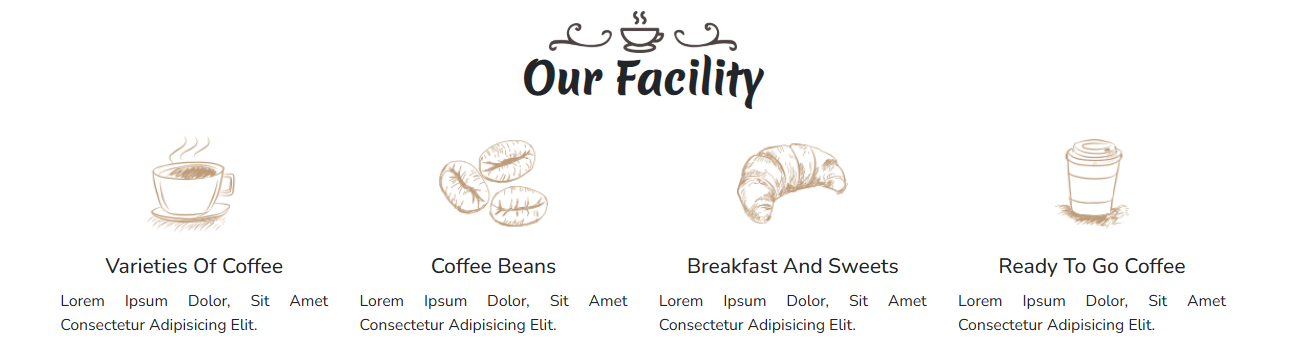 Our Facility
Varieties Of Coffee
Lorem Ipsum Dolor, Sit Amet
Consectetur Adipisicing Elit.
Coffee Beans
Lorem Ipsum Dolor, Sit Amet
Consectetur Adipisicing Elit.
Breakfast And Sweets
Lorem Ipsum Dolor, Sit Amet
Consectetur Adipisicing Elit.
Ready To Go Coffee
Lorem Ipsum Dolor, Sit Amet
Consectetur Adipisicing Elit.